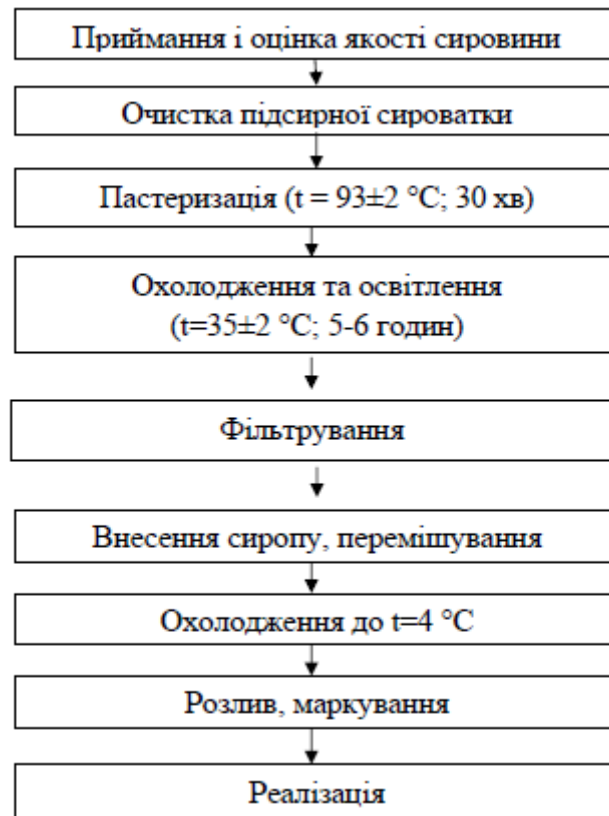 Приймання і оцінка якості сировини
Очистка підсирної сироватки
Пастеризація (t = 93±2 °С; 30 хв)
Охолодження та освітлення
(t=35±2 °С; 5-6 годин)
Фільтрування
Внесення сиропу, перемішування
Охолодження до t=4 °С
Розлив, маркування
Реалізація